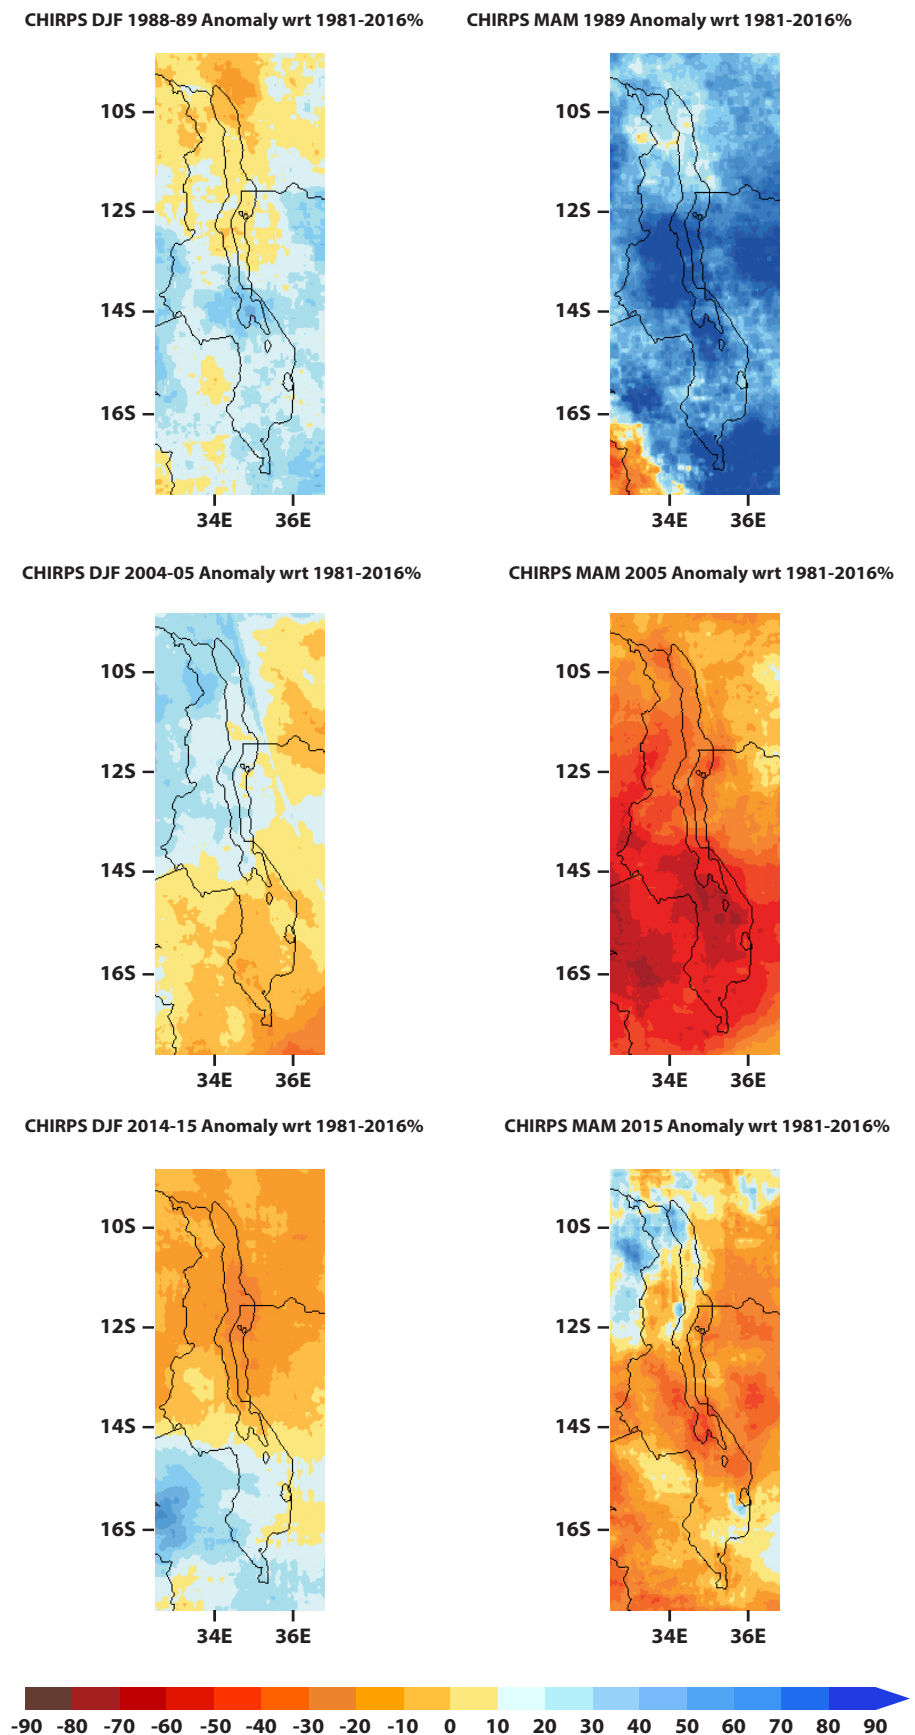 CHIRPS DJF 1988-89 Anomaly wrt 1981-2016%
CHIRPS MAM 1989 Anomaly wrt 1981-2016%
10S
12S
14S
16S
34E 36E
10S
12S
14S
16S
34E 36E
CHIRPS DJF 2004-05 Anomaly wrt 1981-2016%
CHIRPS MAM 2005 Anomaly wrt 1981-2016%
10S
12S
14S
16S
34E 36E
10S
12S
14S
16S
34E 36E
CHIRPS DJF 2014-15 Anomaly wrt 1981-2016%
CHIRPS MAM 2015 Anomaly wrt 1981-2016%
10S
12S
14S
16S
34E 36E
10S
12S
14S
16S
34E 36E
-90 -80 -70 -60 -50 -40 -30 -20 -10 0 10 20 30 40 50 60 70 80 90